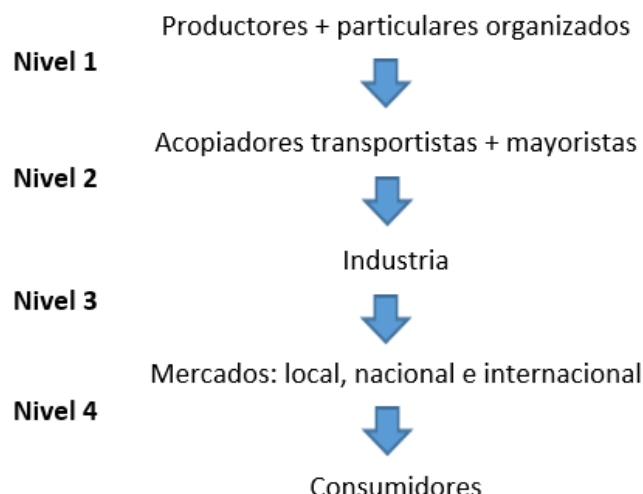 Productores + particulares organizados
Nivel 1
Acopiadores transportistas + mayoristas
Nivel 2
Industria
Nivel 3
Mercados: local, nacional e internacional
Nivel 4
Consumidores